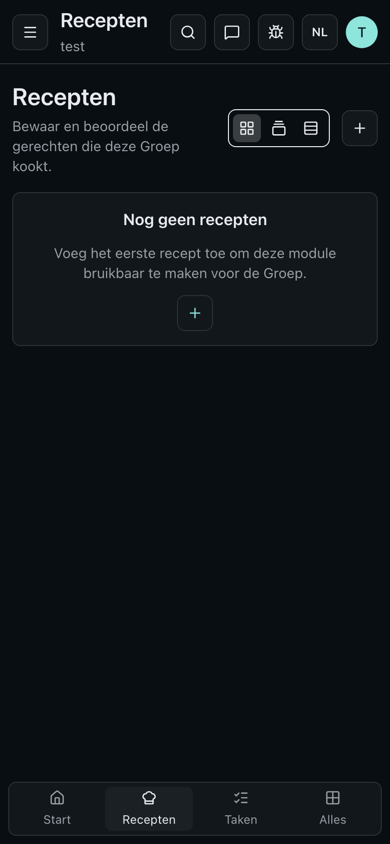 Recepten
test
NL
T
Recepten
Bewaar en beoordeel de
gerechten die deze Groep
kookt.
Nog geen recepten
Voeg het eerste recept toe om deze module
bruikbaar te maken voor de Groep.
Start
Recepten
Taken
Alles